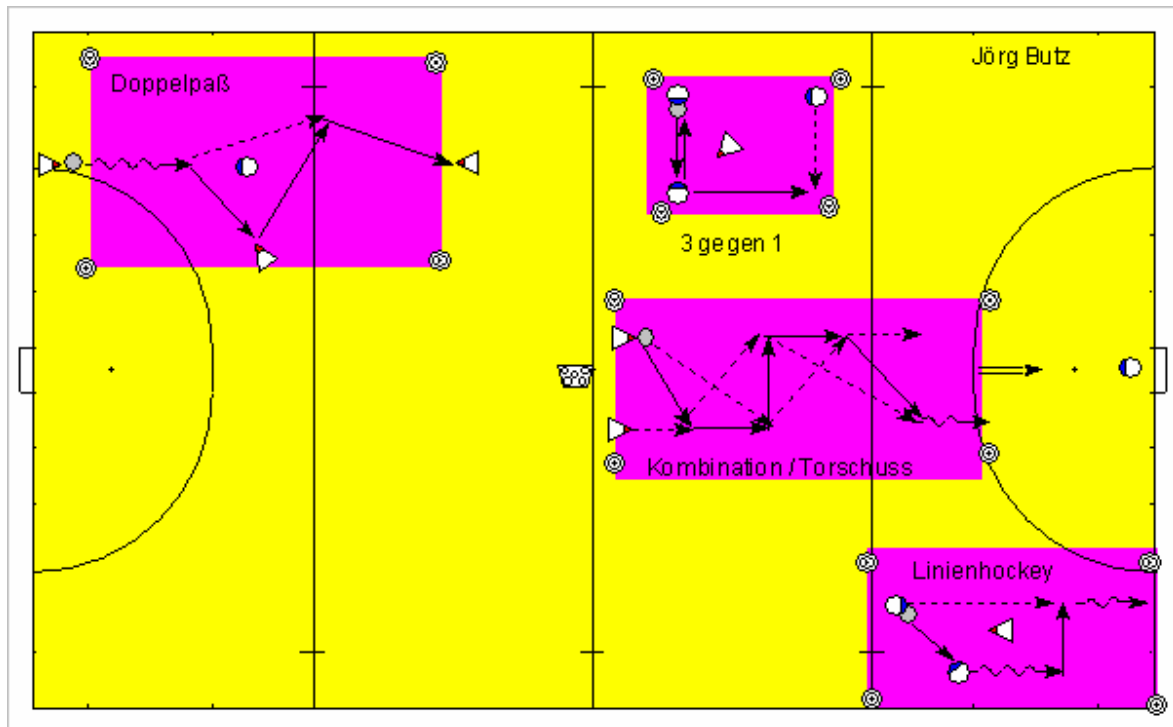 Jörg Butz
Doppelpaß
3 gegen 1
Kombination / Torschuss
Linienhockey